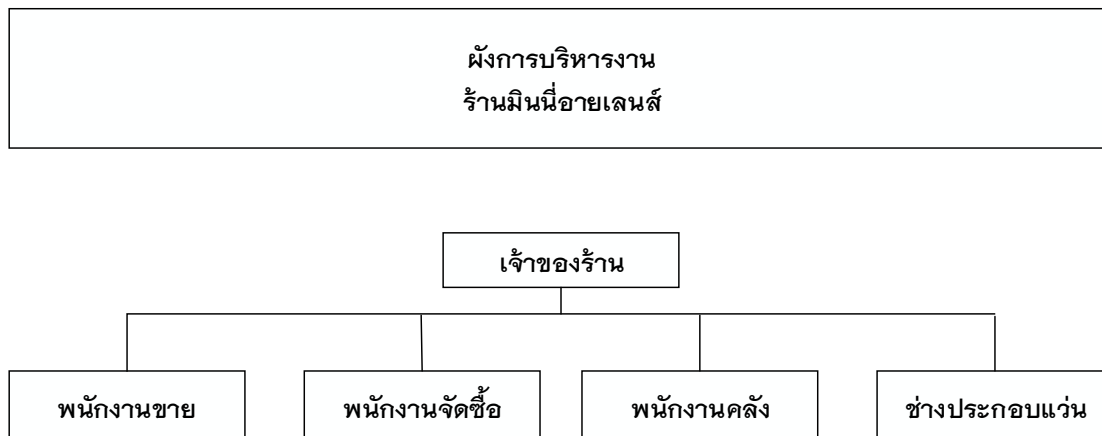 ผังการบริหารงาน
ร้านมินนี่อายเลนส์
เจ้าของร้าน
พนักงานขาย
พนักงานจัดซื้อ
พนักงานคลัง
ช่างประกอบแว่น